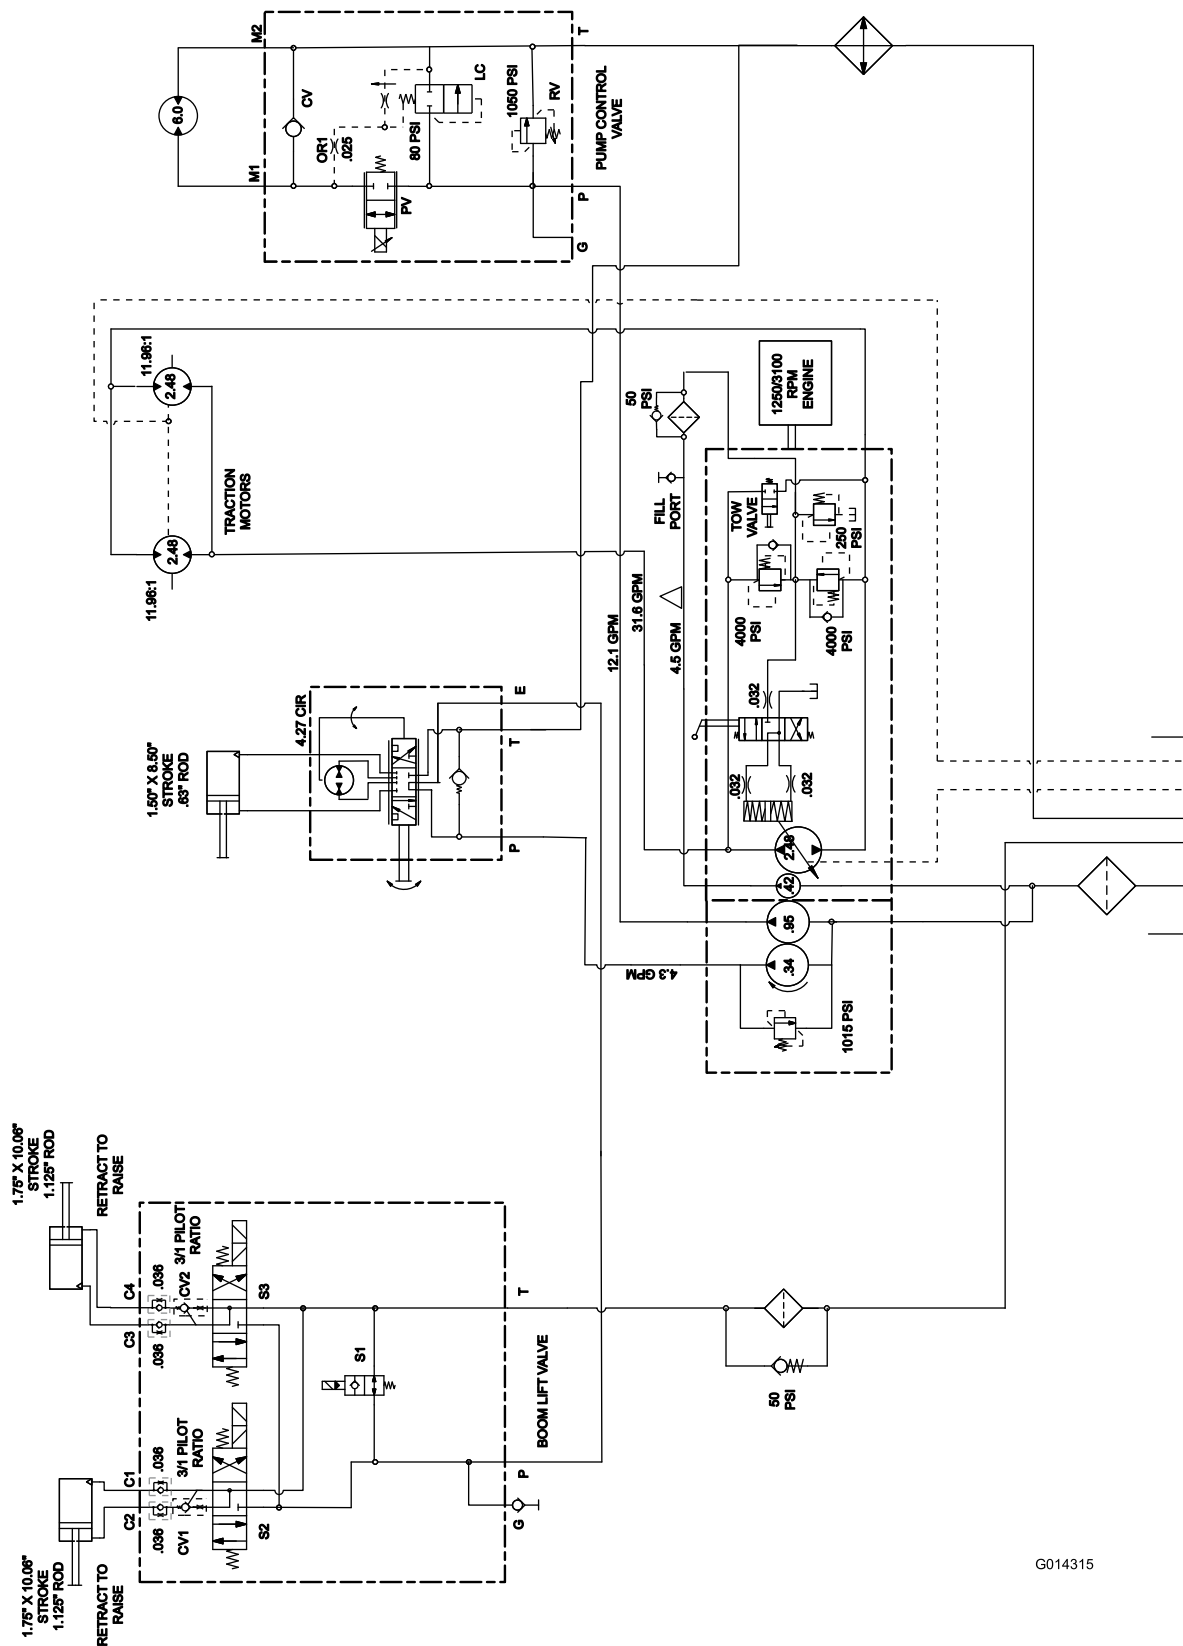 1.75" X 10.06"
STROKE
1.125" ROD
RETRACT TO
RAISE
C2
C1
.036
.036
CV1
3/1 PILOT
RATIO
S2
1.75" X 10.06"
STROKE
1.125" ROD
RETRACT TO
RAISE
C3
C4
.036
.036
CV2
3/1 PILOT
RATIO
S3
S1
G
P
T
BOOM LIFT VALVE
50
PSI
1.50" X 8.50"
STROKE
.63" ROD
4.27 CIR
P
T
E
11.96:1
2.48
TRACTION
MOTORS
11.96:1
2.48
6.0
M1
M2
CV
OR1
.025
PV
80 PSI
LC
1050 PSI
RV
G
P
T
PUMP CONTROL
VALVE
4.3 GPM
12.1 GPM
31.6 GPM
4.5 GPM
FILL
PORT
50
PSI
1250/3100
RPM
ENGINE
TOW
VALVE
4000
PSI
4000
PSI
250
PSI
.032
.032
.032
2.48
.42
.95
.34
1015 PSI
G014315